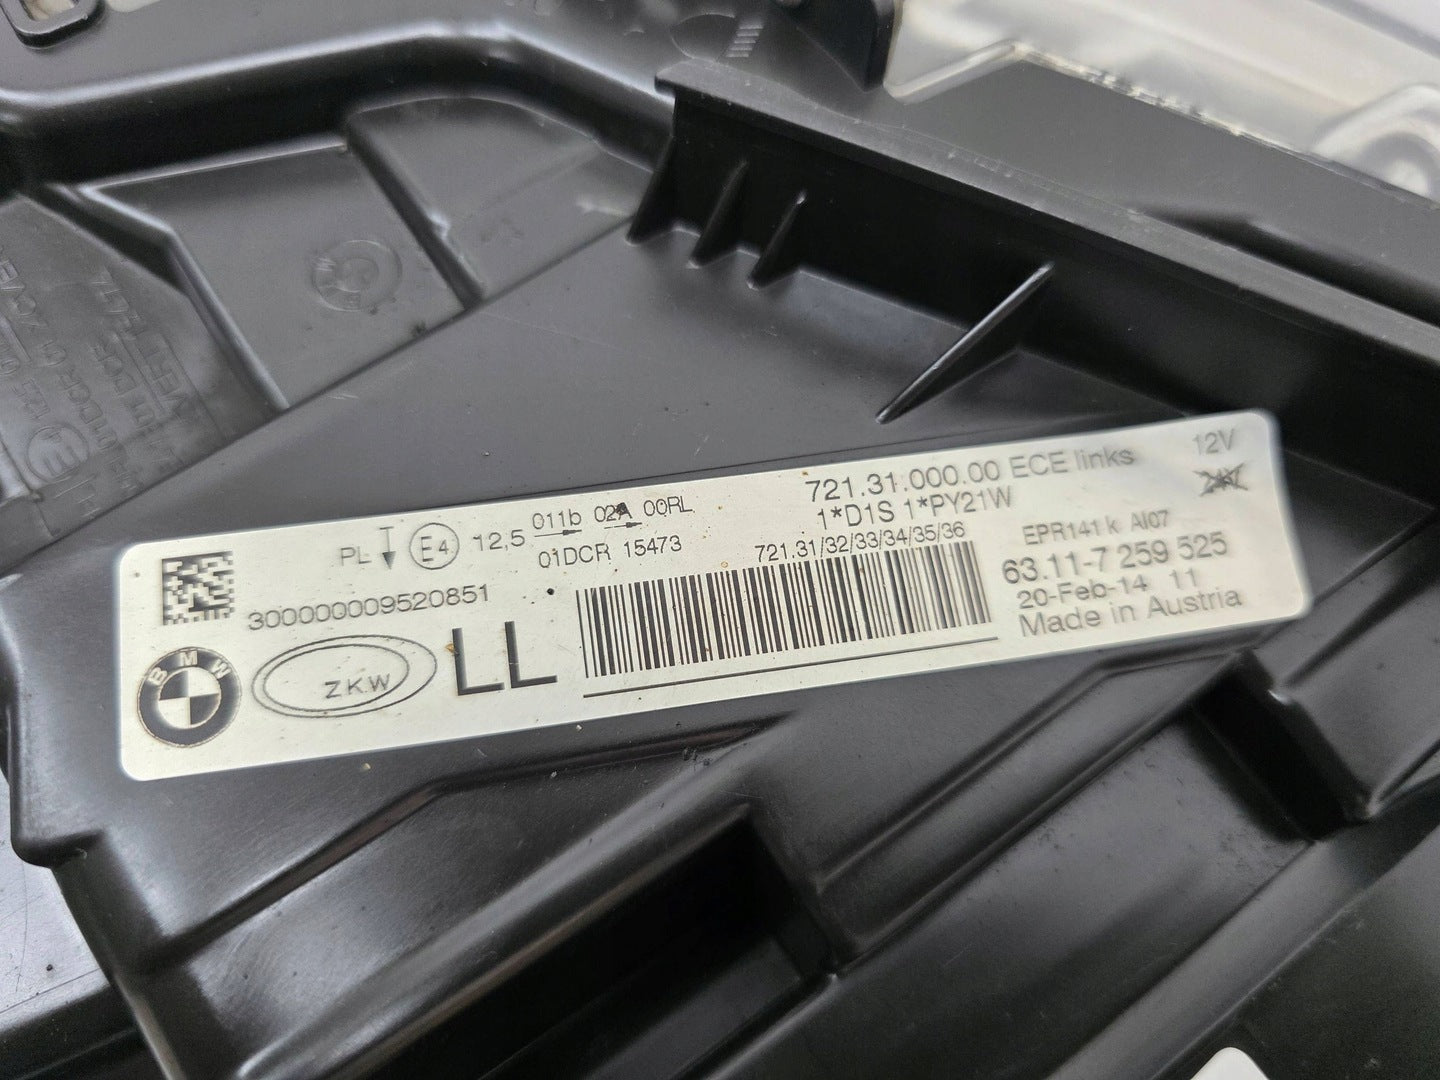 721.31.000.00 ECE links 12V
1*D1S 1*PY21W
PL E4 12,5 011b 02A 00RL
01DCR 15473
721.31/32/33/34/35/36
EPR141 k AI07
63.11-7 259 525
20-Feb-14 11
Made in Austria
300000009520851
BMW
ZKW
LL